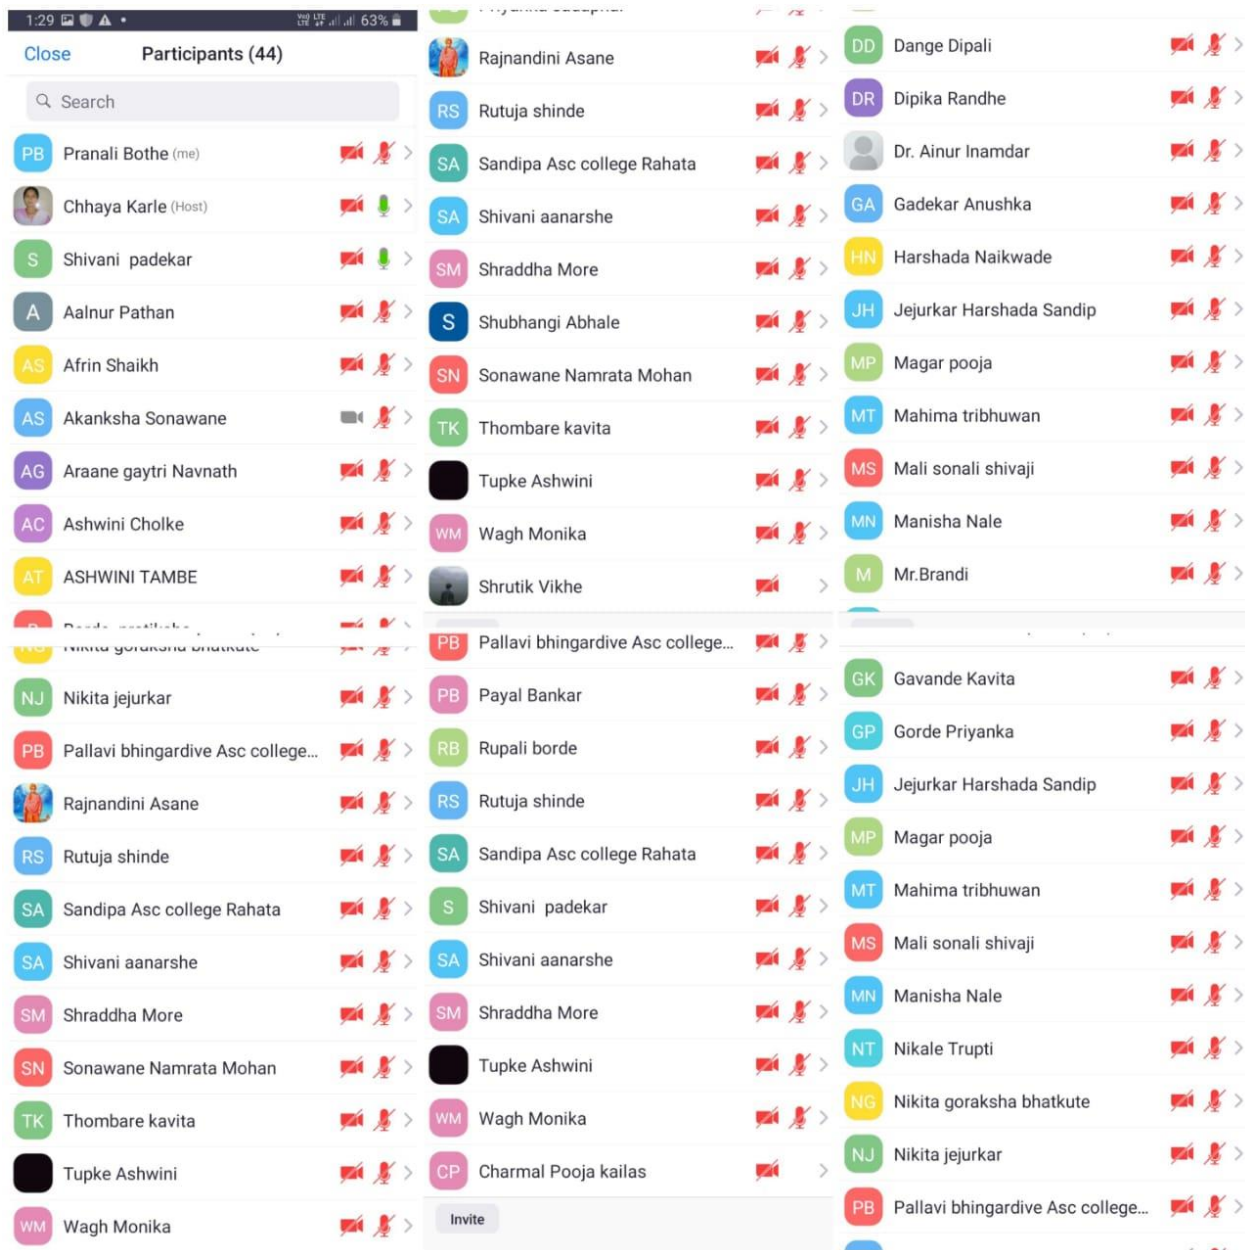 1:29 63%
Close Participants (44)
Search
PB Pranali Bothe (me)
Chhaya Karle (Host)
S Shivani padekar
A Aalnur Pathan
AS Afrin Shaikh
AS Akanksha Sonawane
AG Araane gaytri Navnath
AC Ashwini Cholke
AT ASHWINI TAMBE
Rajnandini Asane
RS Rutuja shinde
SA Sandipa Asc college Rahata
SA Shivani aanarshe
SM Shraddha More
S Shubhangi Abhale
SN Sonawane Namrata Mohan
TK Thombare kavita
Tupke Ashwini
WM Wagh Monika
Shrutik Vikhe
DD Dange Dipali
DR Dipika Randhe
Dr. Ainur Inamdar
GA Gadekar Anushka
HN Harshada Naikwade
JH Jejurkar Harshada Sandip
MP Magar pooja
MT Mahima tribhuwan
MS Mali sonali shivaji
MN Manisha Nale
M Mr.Brandi
NG Nikita goraksha bhatkute
NJ Nikita jejurkar
PB Pallavi bhingardive Asc college...
Rajnandini Asane
RS Rutuja shinde
SA Sandipa Asc college Rahata
SA Shivani aanarshe
SM Shraddha More
SN Sonawane Namrata Mohan
TK Thombare kavita
Tupke Ashwini
WM Wagh Monika
PB Pallavi bhingardive Asc college...
PB Payal Bankar
RB Rupali borde
RS Rutuja shinde
SA Sandipa Asc college Rahata
S Shivani padekar
SA Shivani aanarshe
SM Shraddha More
Tupke Ashwini
WM Wagh Monika
CP Charmal Pooja kailas
Invite
GK Gavande Kavita
GP Gorde Priyanka
JH Jejurkar Harshada Sandip
MP Magar pooja
MT Mahima tribhuwan
MS Mali sonali shivaji
MN Manisha Nale
NT Nikale Trupti
NG Nikita goraksha bhatkute
NJ Nikita jejurkar
PB Pallavi bhingardive Asc college...